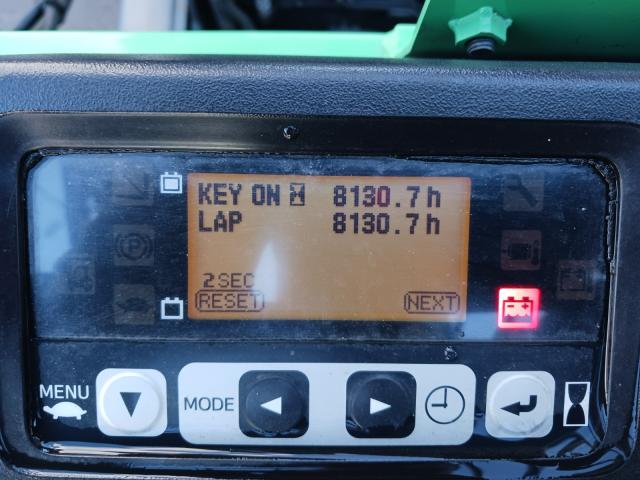 KEY ON 8130.7h
LAP 8130.7h
2SEC
RESET NEXT
MENU
MODE